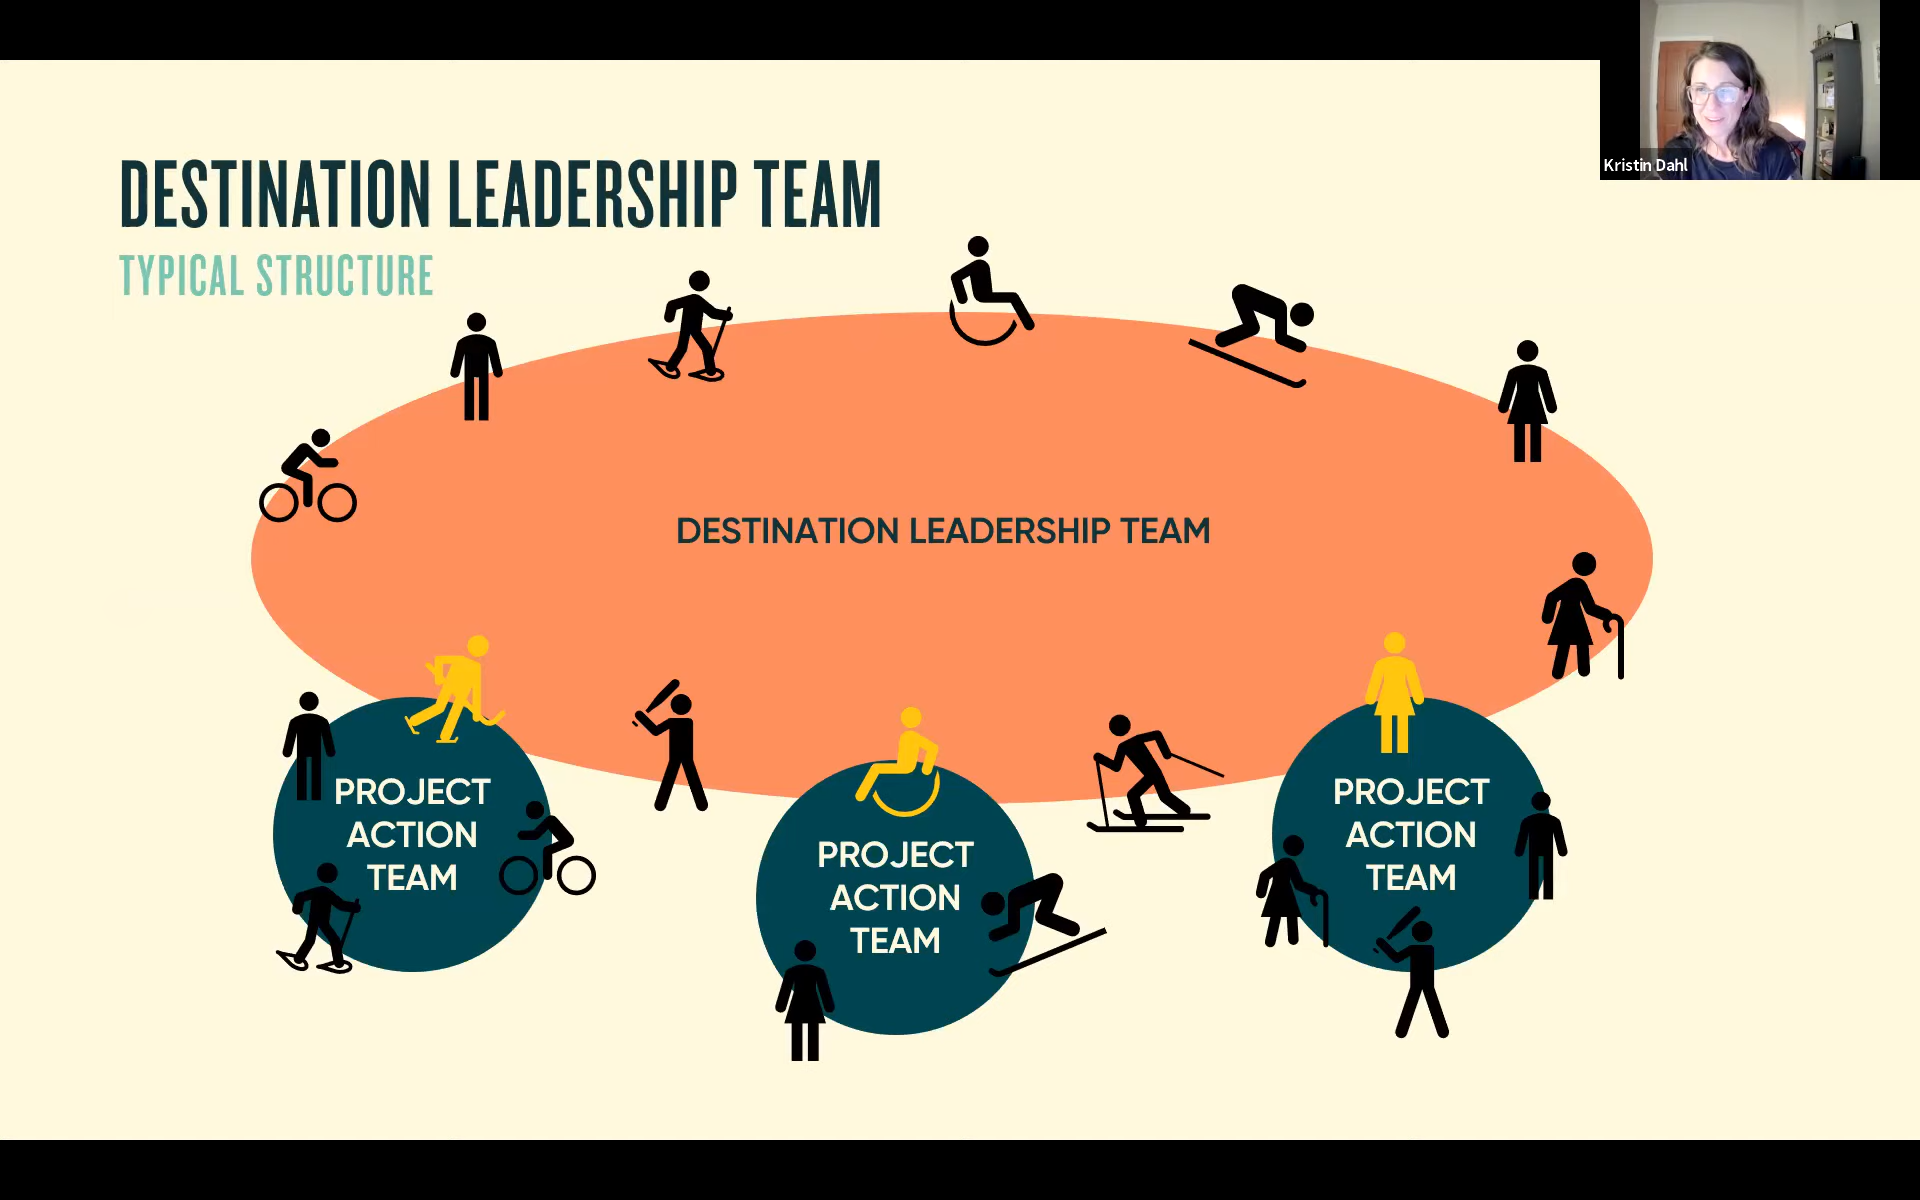 Kristin Dahl
DESTINATION LEADERSHIP TEAM
TYPICAL STRUCTURE
DESTINATION LEADERSHIP TEAM
PROJECT
ACTION
TEAM
PROJECT
ACTION
TEAM
PROJECT
ACTION
TEAM